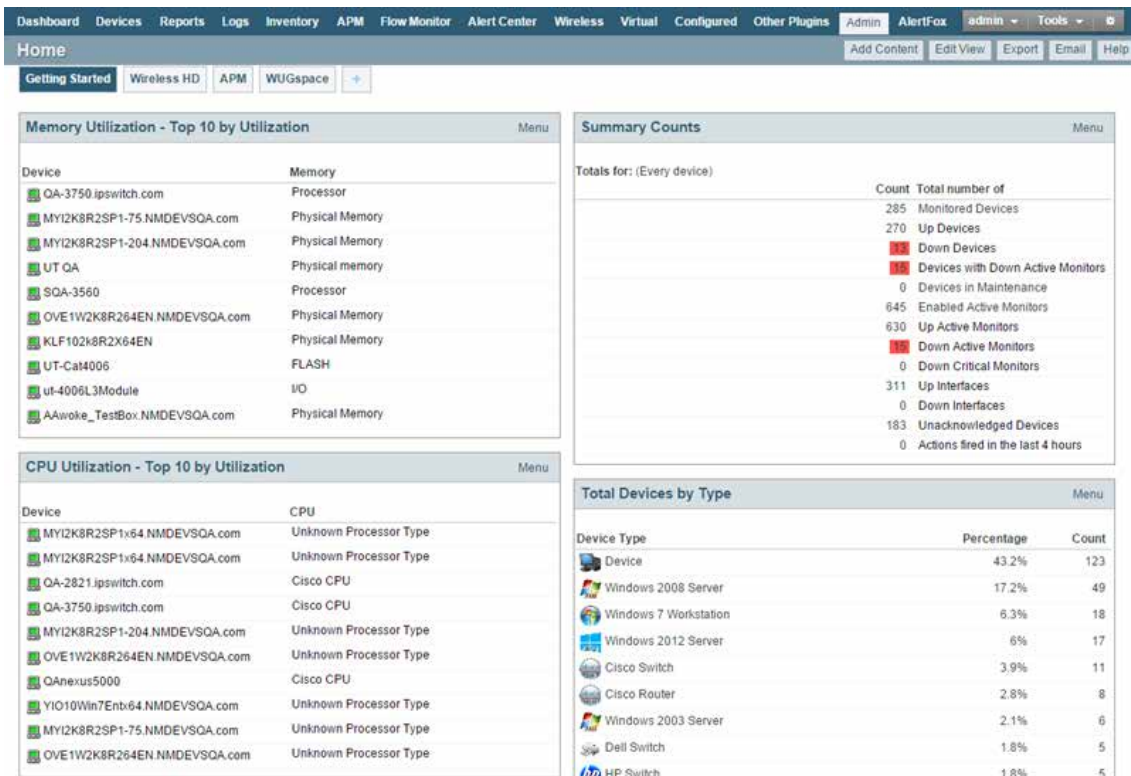 Dashboard Devices Reports Logs Inventory APM Flow Monitor Alert Center Wireless Virtual Configured Other Plugins Admin AlertFox admin Tools
Home Add Content Edit View Export Email Help
Getting Started Wireless HD APM WUGspace +
Memory Utilization - Top 10 by Utilization Menu
Device Memory
QA-3750.ipswitch.com Processor
MYI2K8R2SP1-75.NMDEVSQA.com Physical Memory
MYI2K8R2SP1-204.NMDEVSQA.com Physical Memory
UT QA Physical memory
SQA-3560 Processor
OVE1W2K8R264EN.NMDEVSQA.com Physical Memory
KLF102k8R2X64EN Physical Memory
UT-Cat4006 FLASH
ut-4006L3Module I/O
AAwoke_TestBox.NMDEVSQA.com Physical Memory
CPU Utilization - Top 10 by Utilization Menu
Device CPU
MYI2K8R2SP1x64.NMDEVSQA.com Unknown Processor Type
MYI2K8R2SP1x64.NMDEVSQA.com Unknown Processor Type
QA-2821.ipswitch.com Cisco CPU
QA-3750.ipswitch.com Cisco CPU
MYI2K8R2SP1-204.NMDEVSQA.com Unknown Processor Type
OVE1W2K8R264EN.NMDEVSQA.com Unknown Processor Type
QAnexus5000 Cisco CPU
YIO10Win7Entx64.NMDEVSQA.com Unknown Processor Type
MYI2K8R2SP1-75.NMDEVSQA.com Unknown Processor Type
OVE1W2K8R264EN.NMDEVSQA.com Unknown Processor Type
Summary Counts Menu
Totals for: (Every device)
Count Total number of
285 Monitored Devices
270 Up Devices
13 Down Devices
15 Devices with Down Active Monitors
0 Devices in Maintenance
645 Enabled Active Monitors
630 Up Active Monitors
15 Down Active Monitors
0 Down Critical Monitors
311 Up Interfaces
0 Down Interfaces
183 Unacknowledged Devices
0 Actions fired in the last 4 hours
Total Devices by Type Menu
Device Type Percentage Count
Device 43.2% 123
Windows 2008 Server 17.2% 49
Windows 7 Workstation 6.3% 18
Windows 2012 Server 6% 17
Cisco Switch 3.9% 11
Cisco Router 2.8% 8
Windows 2003 Server 2.1% 6
Dell Switch 1.8% 5
HP Switch 1.8% 5